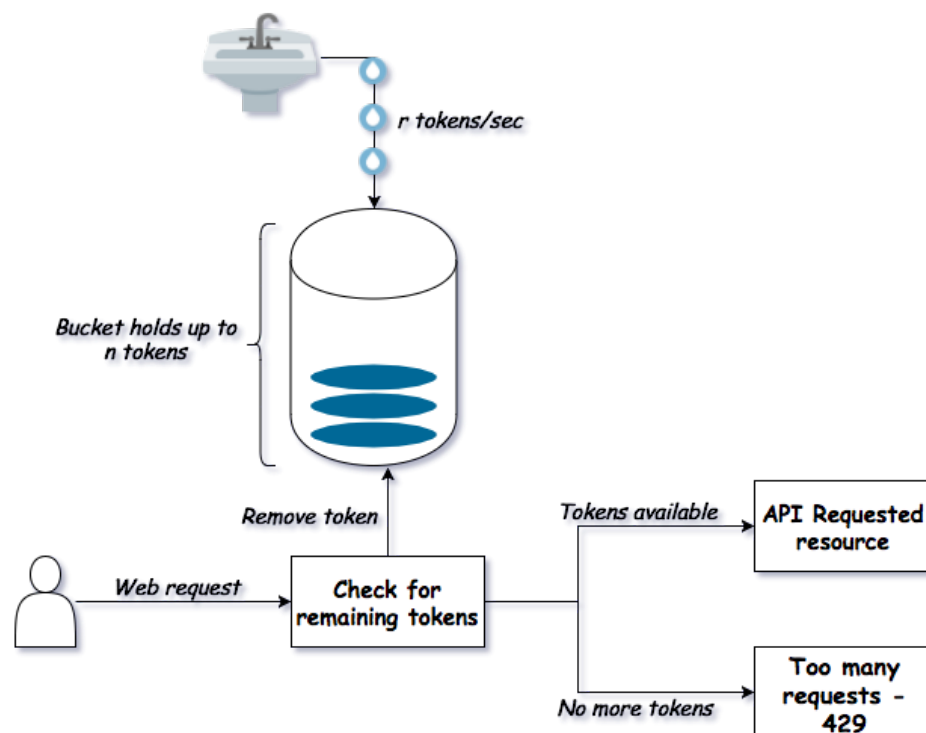 r tokens/sec
Bucket holds up to
n tokens
Remove token
Tokens available
API Requested
resource
Web request
Check for
remaining tokens
No more tokens
Too many
requests -
429